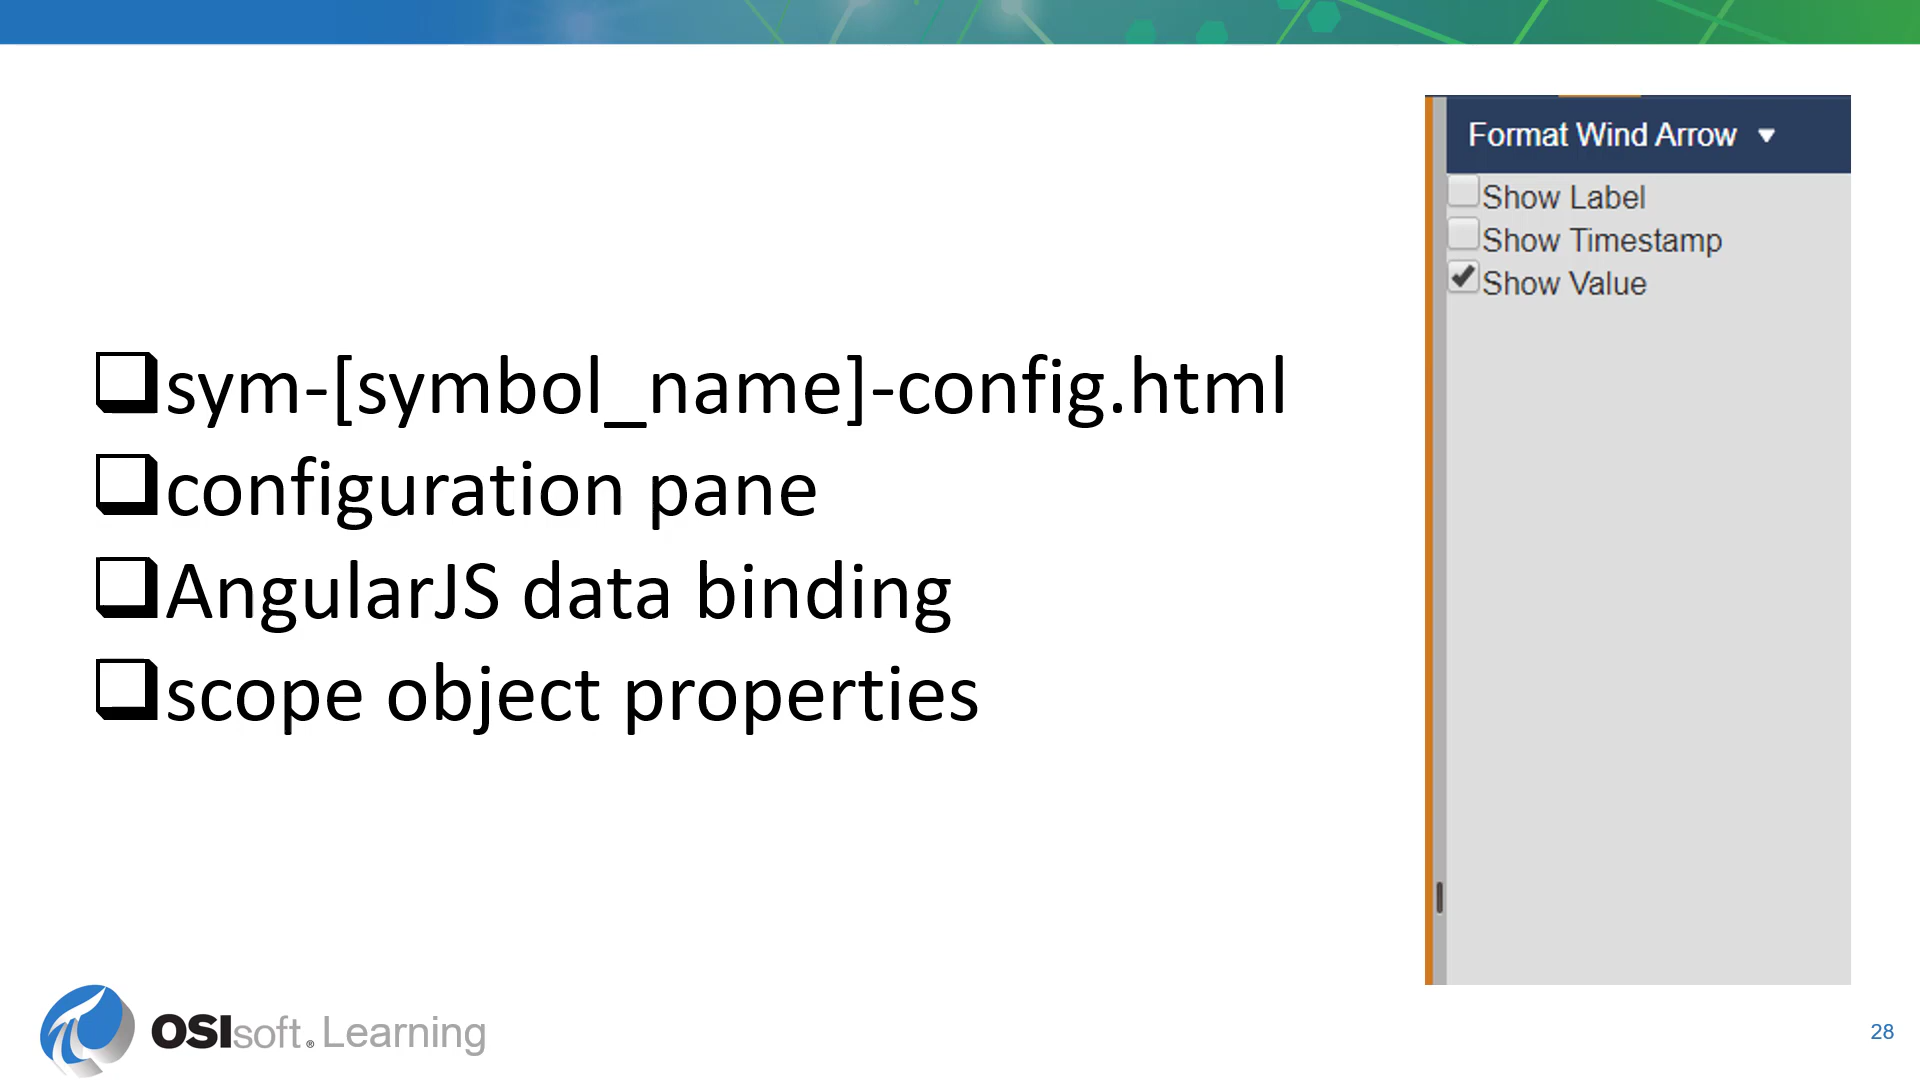 Format Wind Arrow
Show Label
Show Timestamp
Show Value
sym-[symbol_name]-config.html
configuration pane
AngularJS data binding
scope object properties
OSIsoft® Learning
28